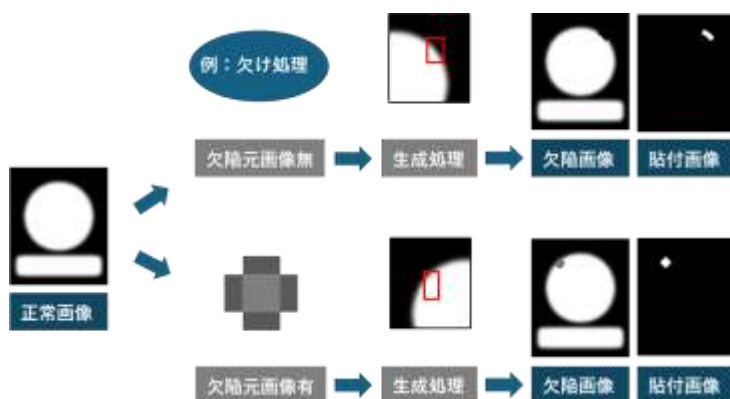 例：欠け処理
欠陥元画像無
生成処理
欠陥画像
貼付画像
正常画像
欠陥元画像有
生成処理
欠陥画像
貼付画像